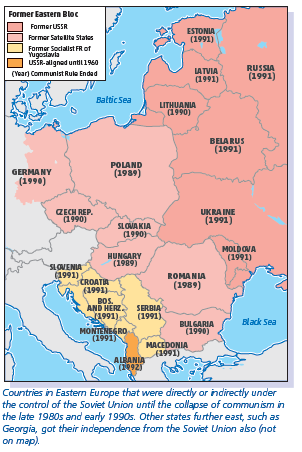 Former Eastern Bloc
Former USSR
Former Satellite States
Former Socialist FR of
Yugoslavia
USSR-aligned until 1960
(Year) Communist Rule Ended
ESTONIA
(1991)
RUSSIA
(1991)
LATVIA
(1991)
Baltic Sea
LITHUANIA
(1990)
BELARUS
(1991)
POLAND
(1989)
GERMANY
(1990)
UKRAINE
(1991)
CZECH REP.
(1990)
SLOVAKIA
(1990)
MOLDOVA
(1991)
HUNGARY
(1989)
SLOVENIA
(1991)
ROMANIA
(1989)
CROATIA
(1991)
BOS.
AND HERZ.
(1991)
SERBIA
(1991)
Black Sea
BULGARIA
(1990)
MONTENEGRO
(1991)
MACEDONIA
(1991)
ALBANIA
(1992)
Countries in Eastern Europe that were directly or indirectly under
the control of the Soviet Union until the collapse of communism in
the late 1980s and early 1990s. Other states further east, such as
Georgia, got their independence from the Soviet Union also (not
on map).